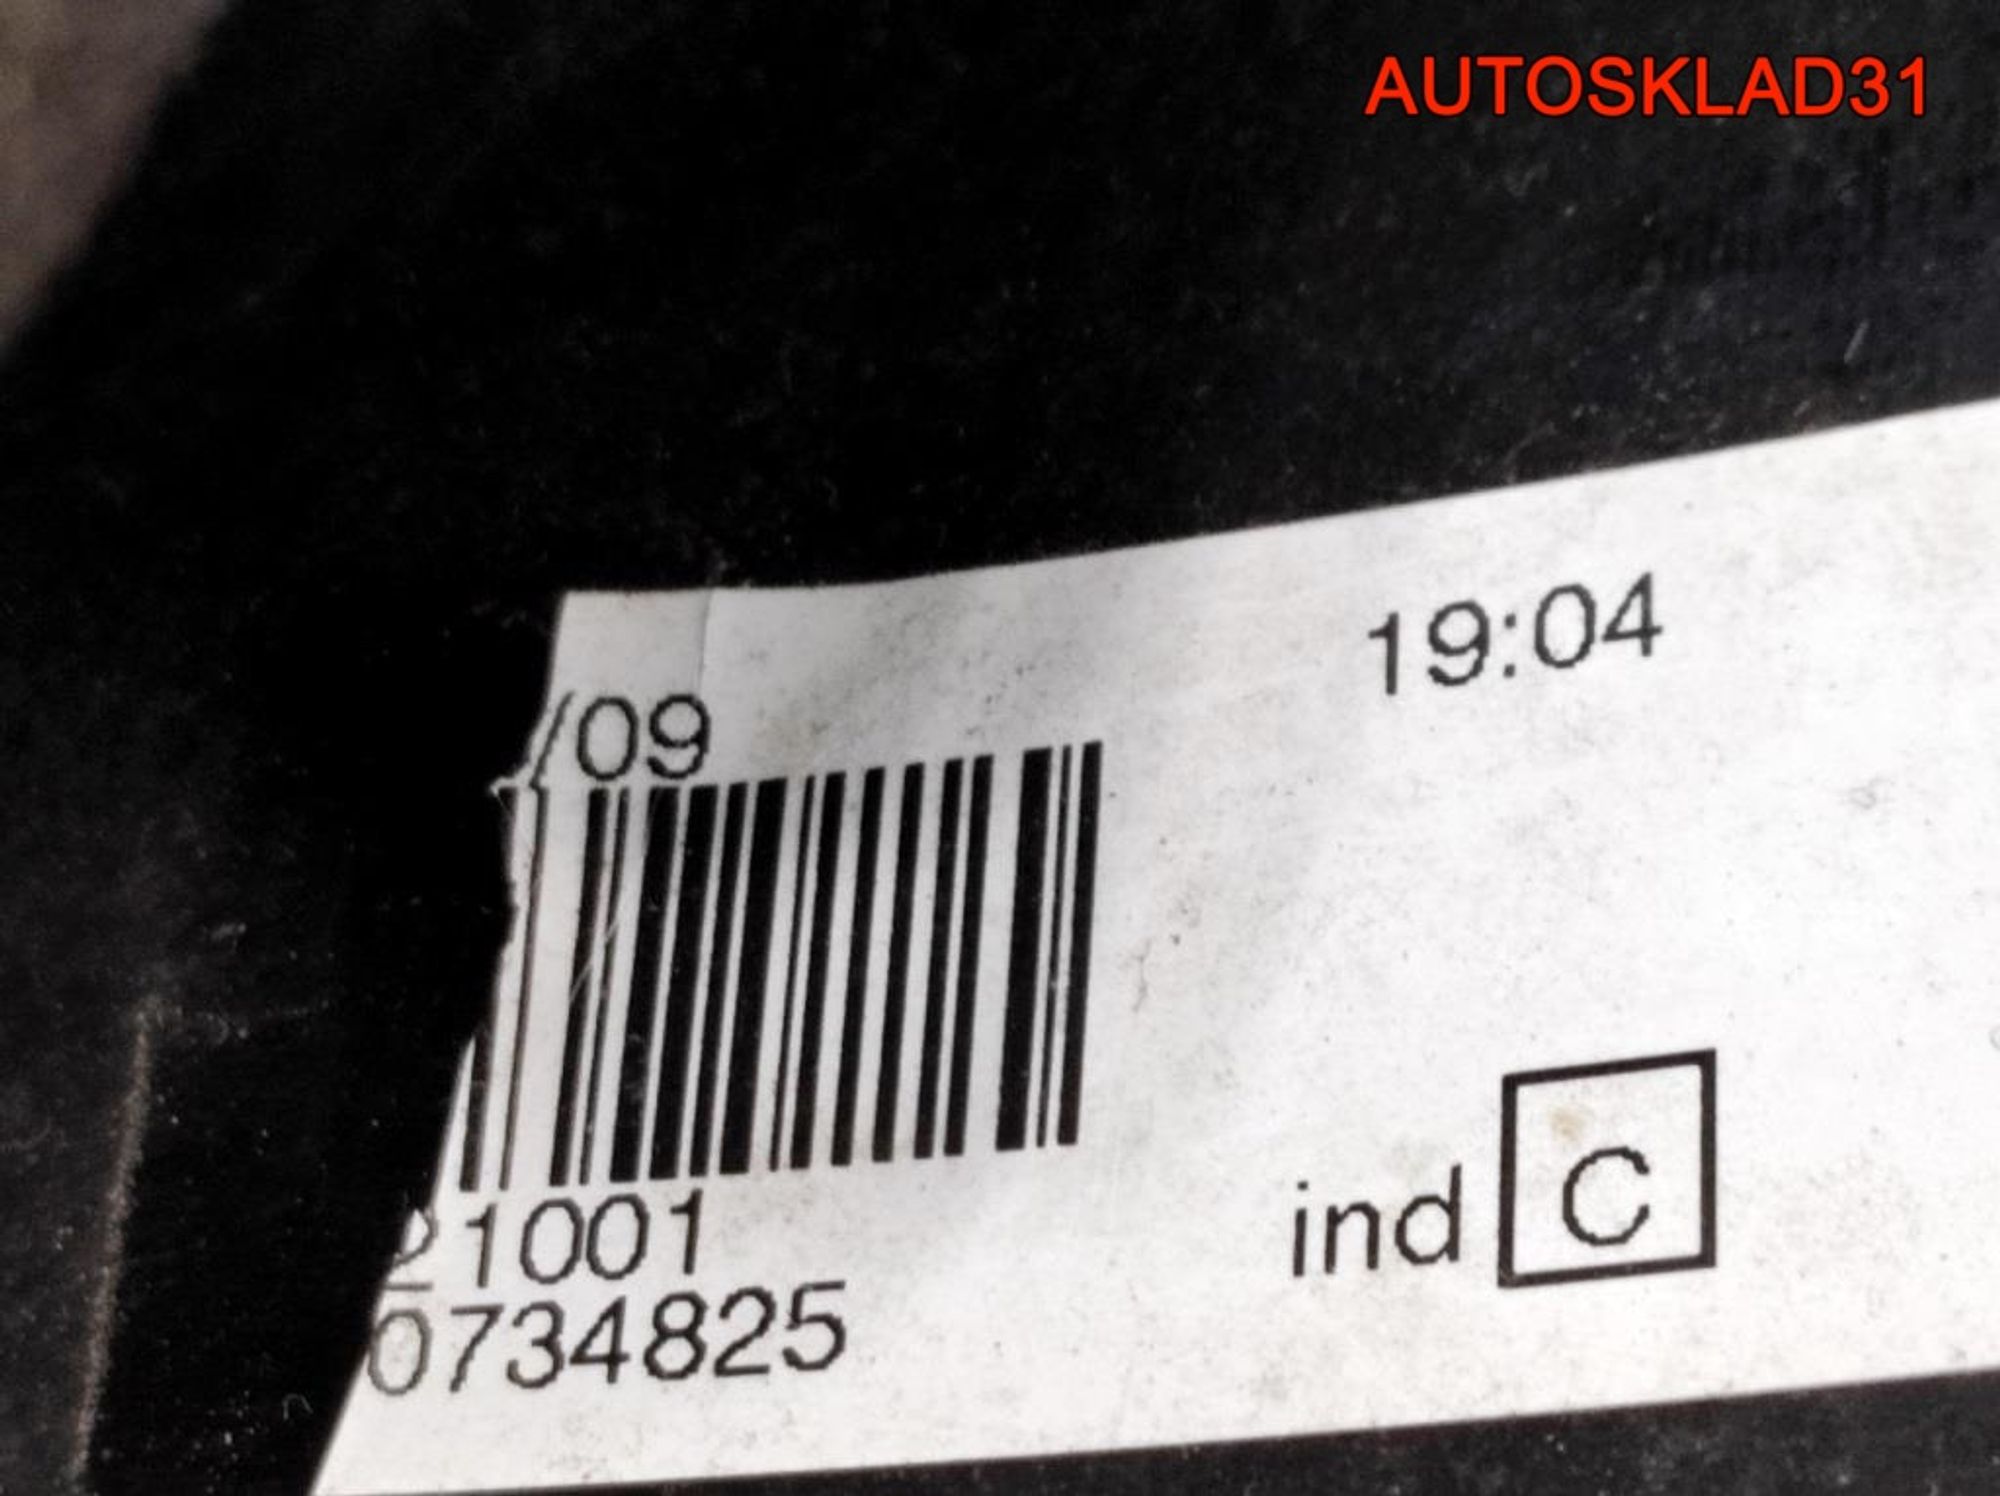 AUTOSKLAD31
19:04
/09
21001
ind C
0734825